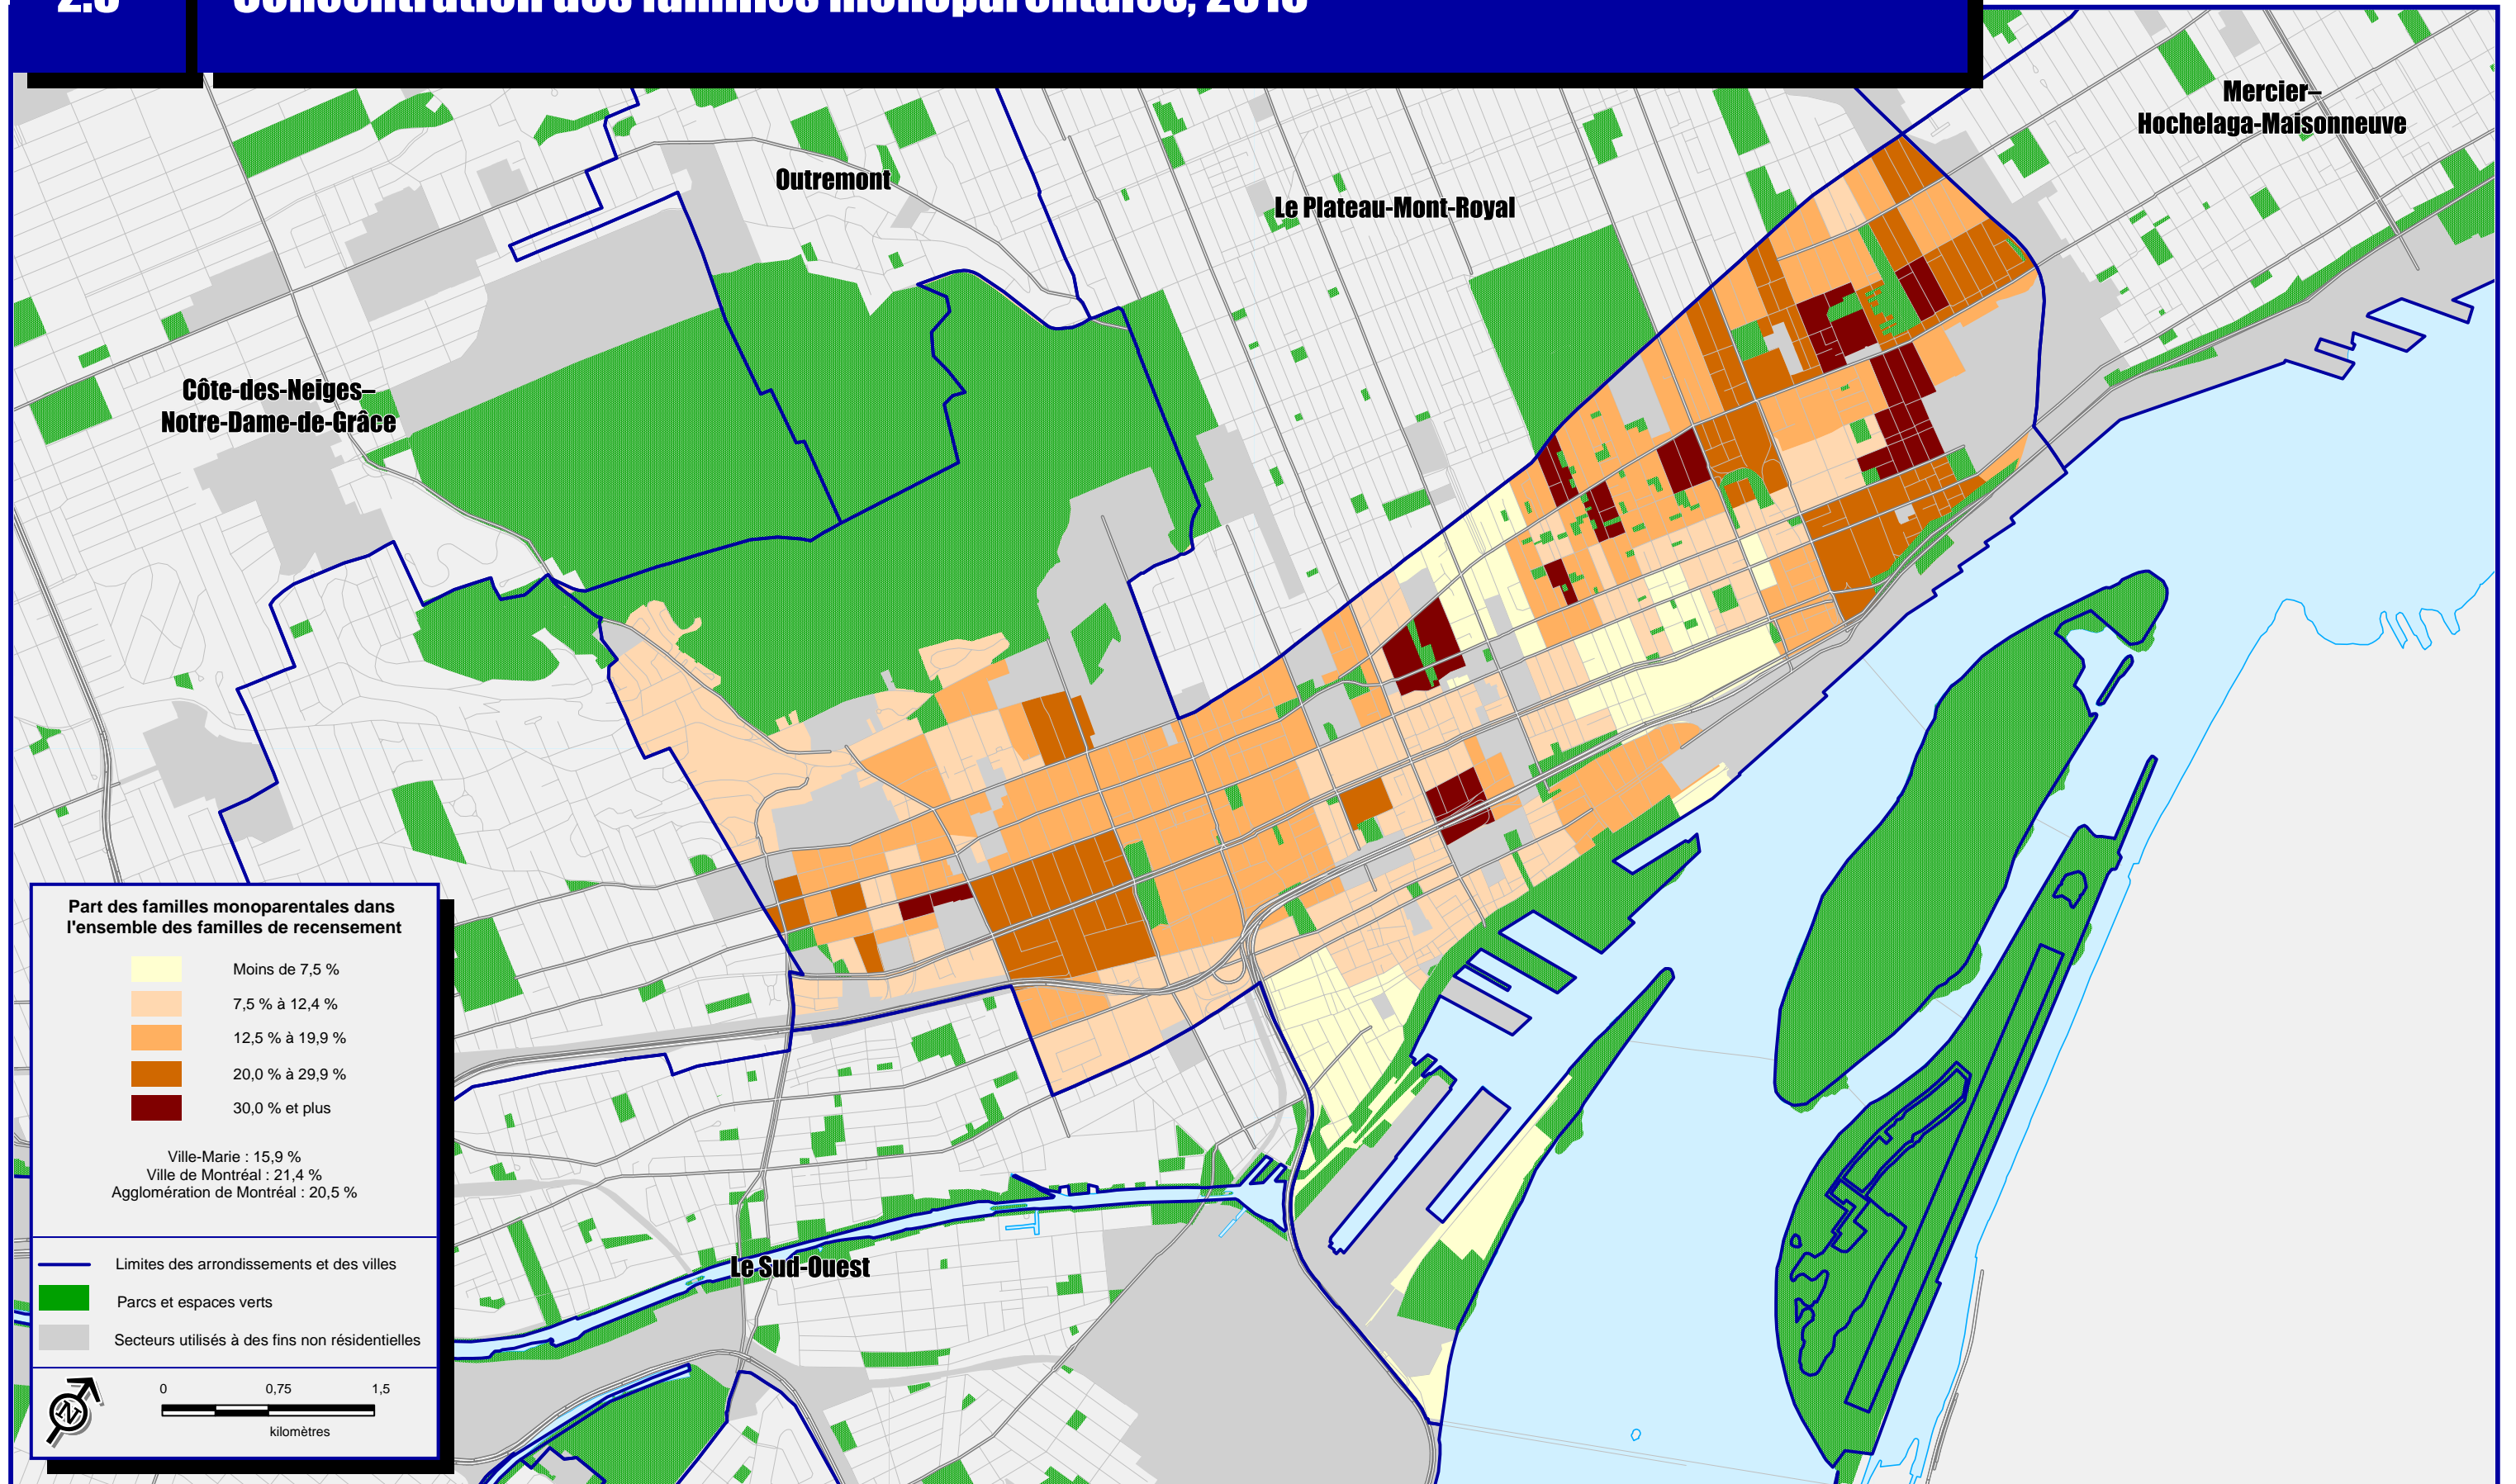 Concentration des familles monoparentales,
Mercier–
Hochelaga-Maisonneuve
Outremont
Le Plateau-Mont-Royal
Côte-des-Neiges–
Notre-Dame-de-Grâce
Le Sud-Ouest
Part des familles monoparentales dans
l'ensemble des familles de recensement
Moins de 7,5 %
7,5 % à 12,4 %
12,5 % à 19,9 %
20,0 % à 29,9 %
30,0 % et plus
Ville-Marie : 15,9 %
Ville de Montréal : 21,4 %
Agglomération de Montréal : 20,5 %
Limites des arrondissements et des villes
Parcs et espaces verts
Secteurs utilisés à des fins non résidentielles
N
0 0,75 1,5
kilomètres